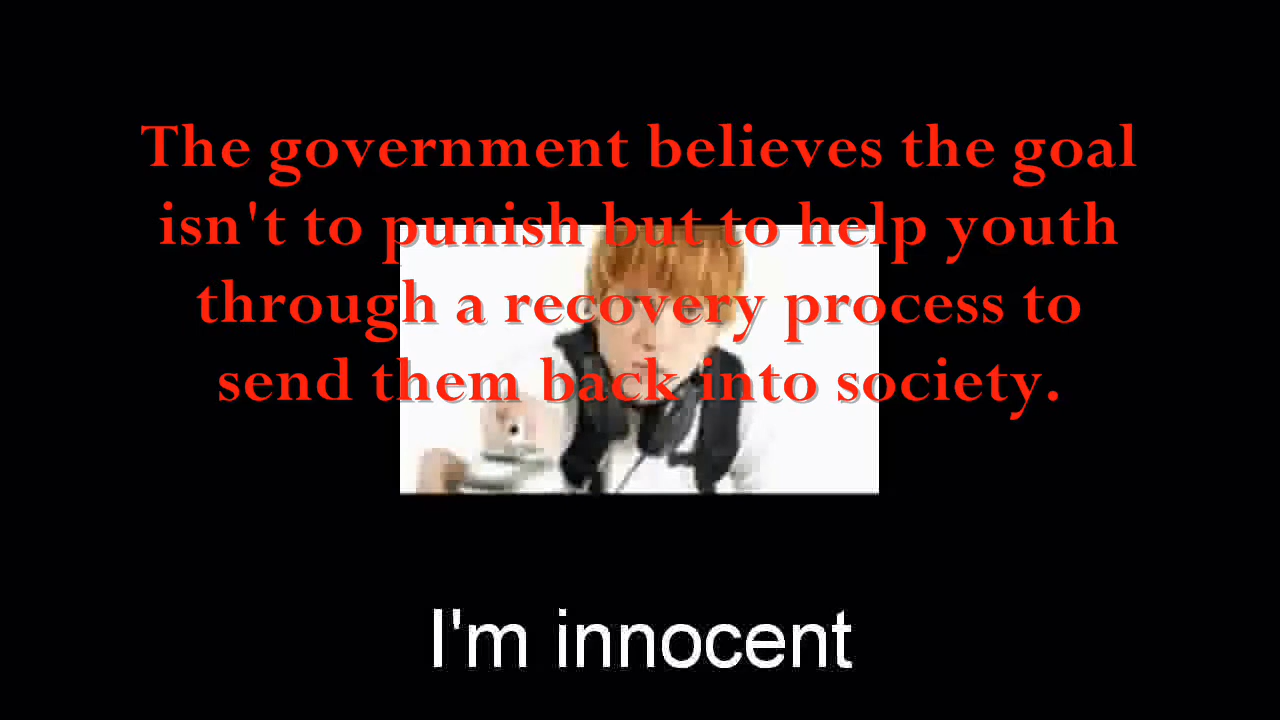 The government believes the goal
isn't to punish but to help youth
through a recovery process to
send them back into society.
I'm innocent